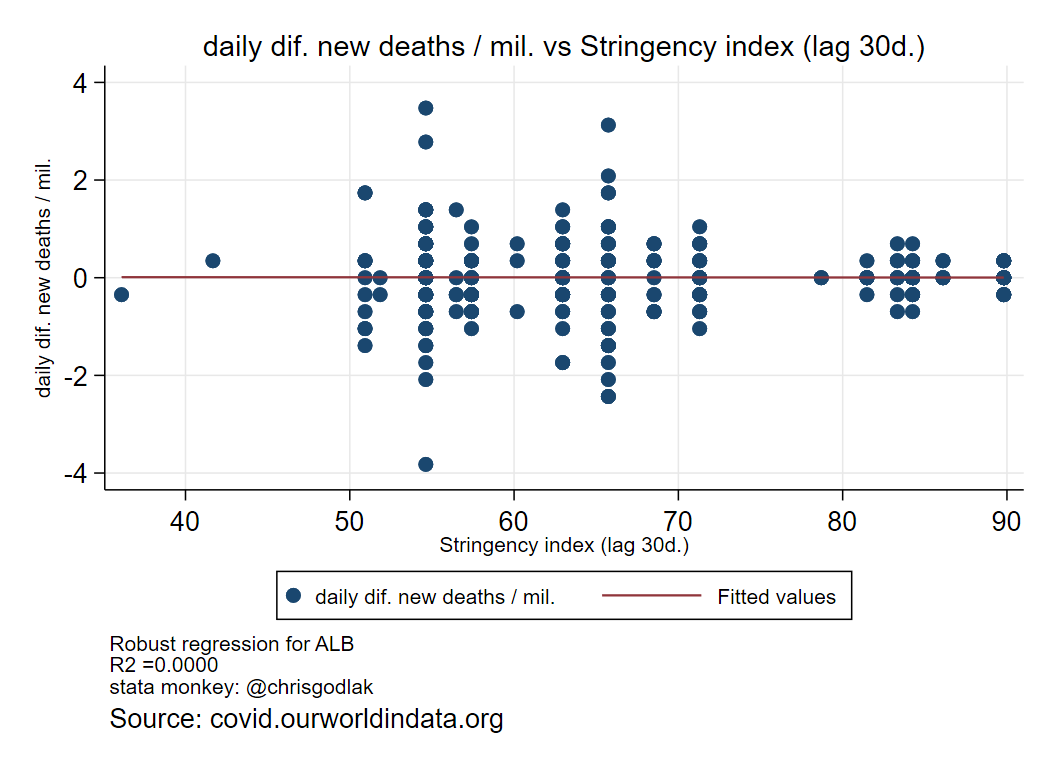 daily dif. new deaths / mil. vs Stringency index (lag 30d.)
daily dif. new deaths / mil.
4
2
0
-2
-4
40 50 60 70 80 90
Stringency index (lag 30d.)
daily dif. new deaths / mil. Fitted values
Robust regression for ALB
R2 =0.0000
stata monkey: @chrisgodlak
Source: covid.ourworldindata.org